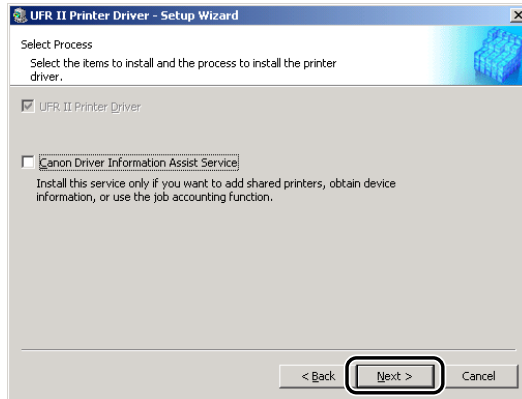 UFR II Printer Driver - Setup Wizard
Select Process
Select the items to install and the process to install the printer
driver.
UFR II Printer Driver
Canon Driver Information Assist Service
Install this service only if you want to add shared printers, obtain device
information, or use the job accounting function.
< Back Next > Cancel